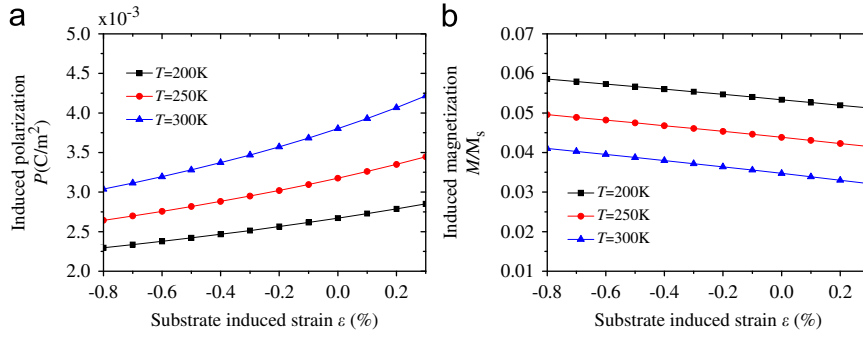 a
×10⁻³
5.0
4.5
4.0
3.5
3.0
2.5
2.0
Induced polarization
P(C/m²)
T=200K
T=250K
T=300K
-0.8 -0.6 -0.4 -0.2 0.0 0.2
Substrate induced strain ε (%)
b
0.07
0.06
0.05
0.04
0.03
0.02
0.01
Induced magnetization
M/Mₛ
T=200K
T=250K
T=300K
-0.8 -0.6 -0.4 -0.2 0.0 0.2
Substrate induced strain ε (%)